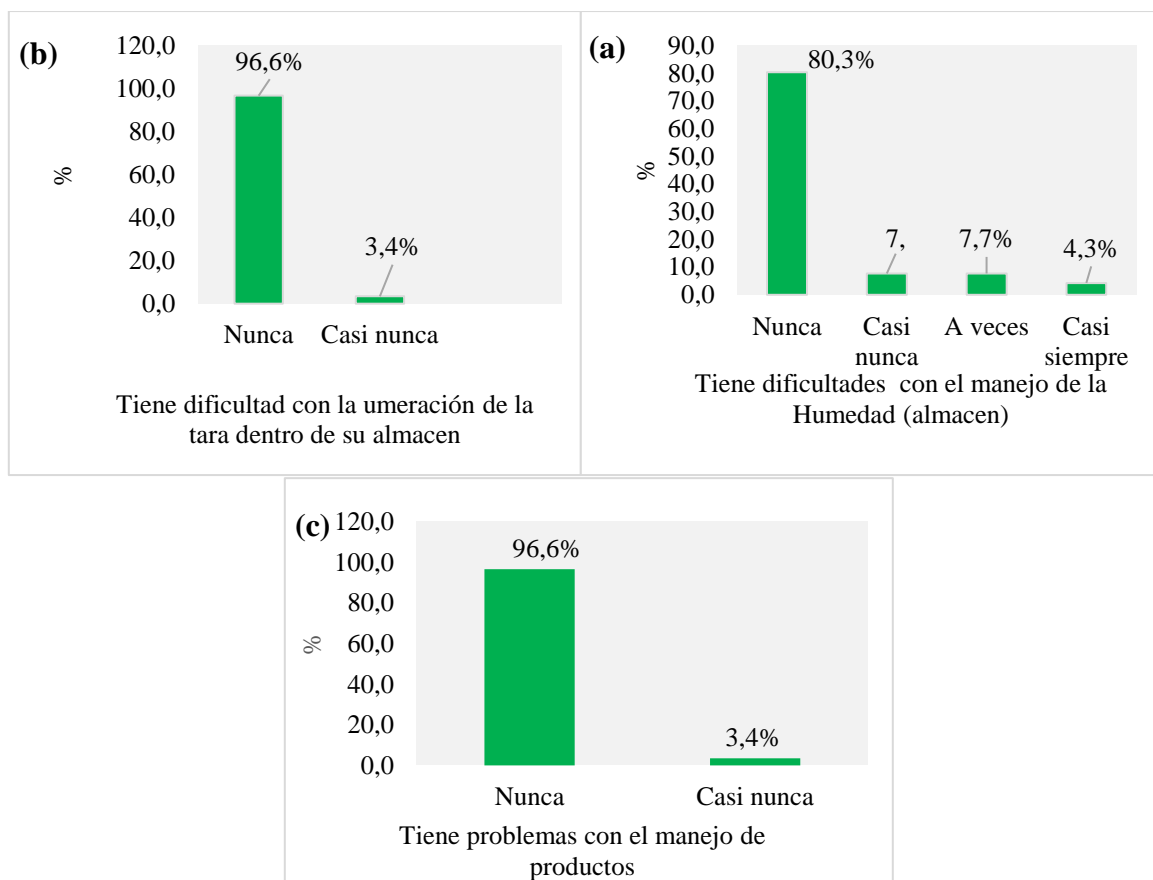 (b)
120,0
100,0
80,0
60,0
40,0
20,0
0,0
%
96,6%
3,4%
Nunca
Casi nunca
Tiene dificultad con la umeración de la
tara dentro de su almacen
(a)
90,0
80,0
70,0
60,0
50,0
40,0
30,0
20,0
10,0
0,0
%
80,3%
7,
7,7%
4,3%
Nunca
Casi
nunca
A veces
Casi
siempre
Tiene dificultades con el manejo de la
Humedad (almacen)
(c)
120,0
100,0
80,0
60,0
40,0
20,0
0,0
%
96,6%
3,4%
Nunca
Casi nunca
Tiene problemas con el manejo de
productos